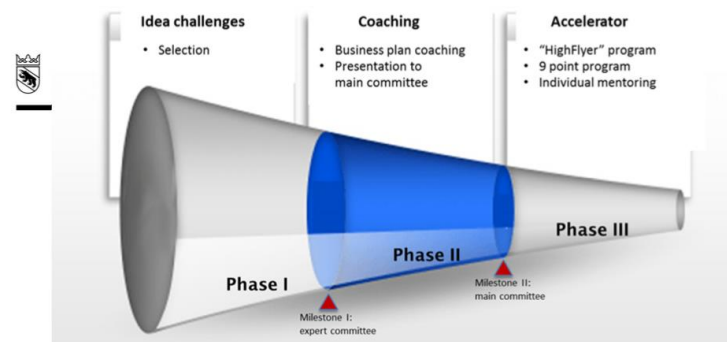 Idea challenges
• Selection
Coaching
• Business plan coaching
• Presentation to
main committee
Accelerator
• “HighFlyer” program
• 9 point program
• Individual mentoring
Phase I
Phase II
Phase III
Milestone I:
expert committee
Milestone II:
main committee